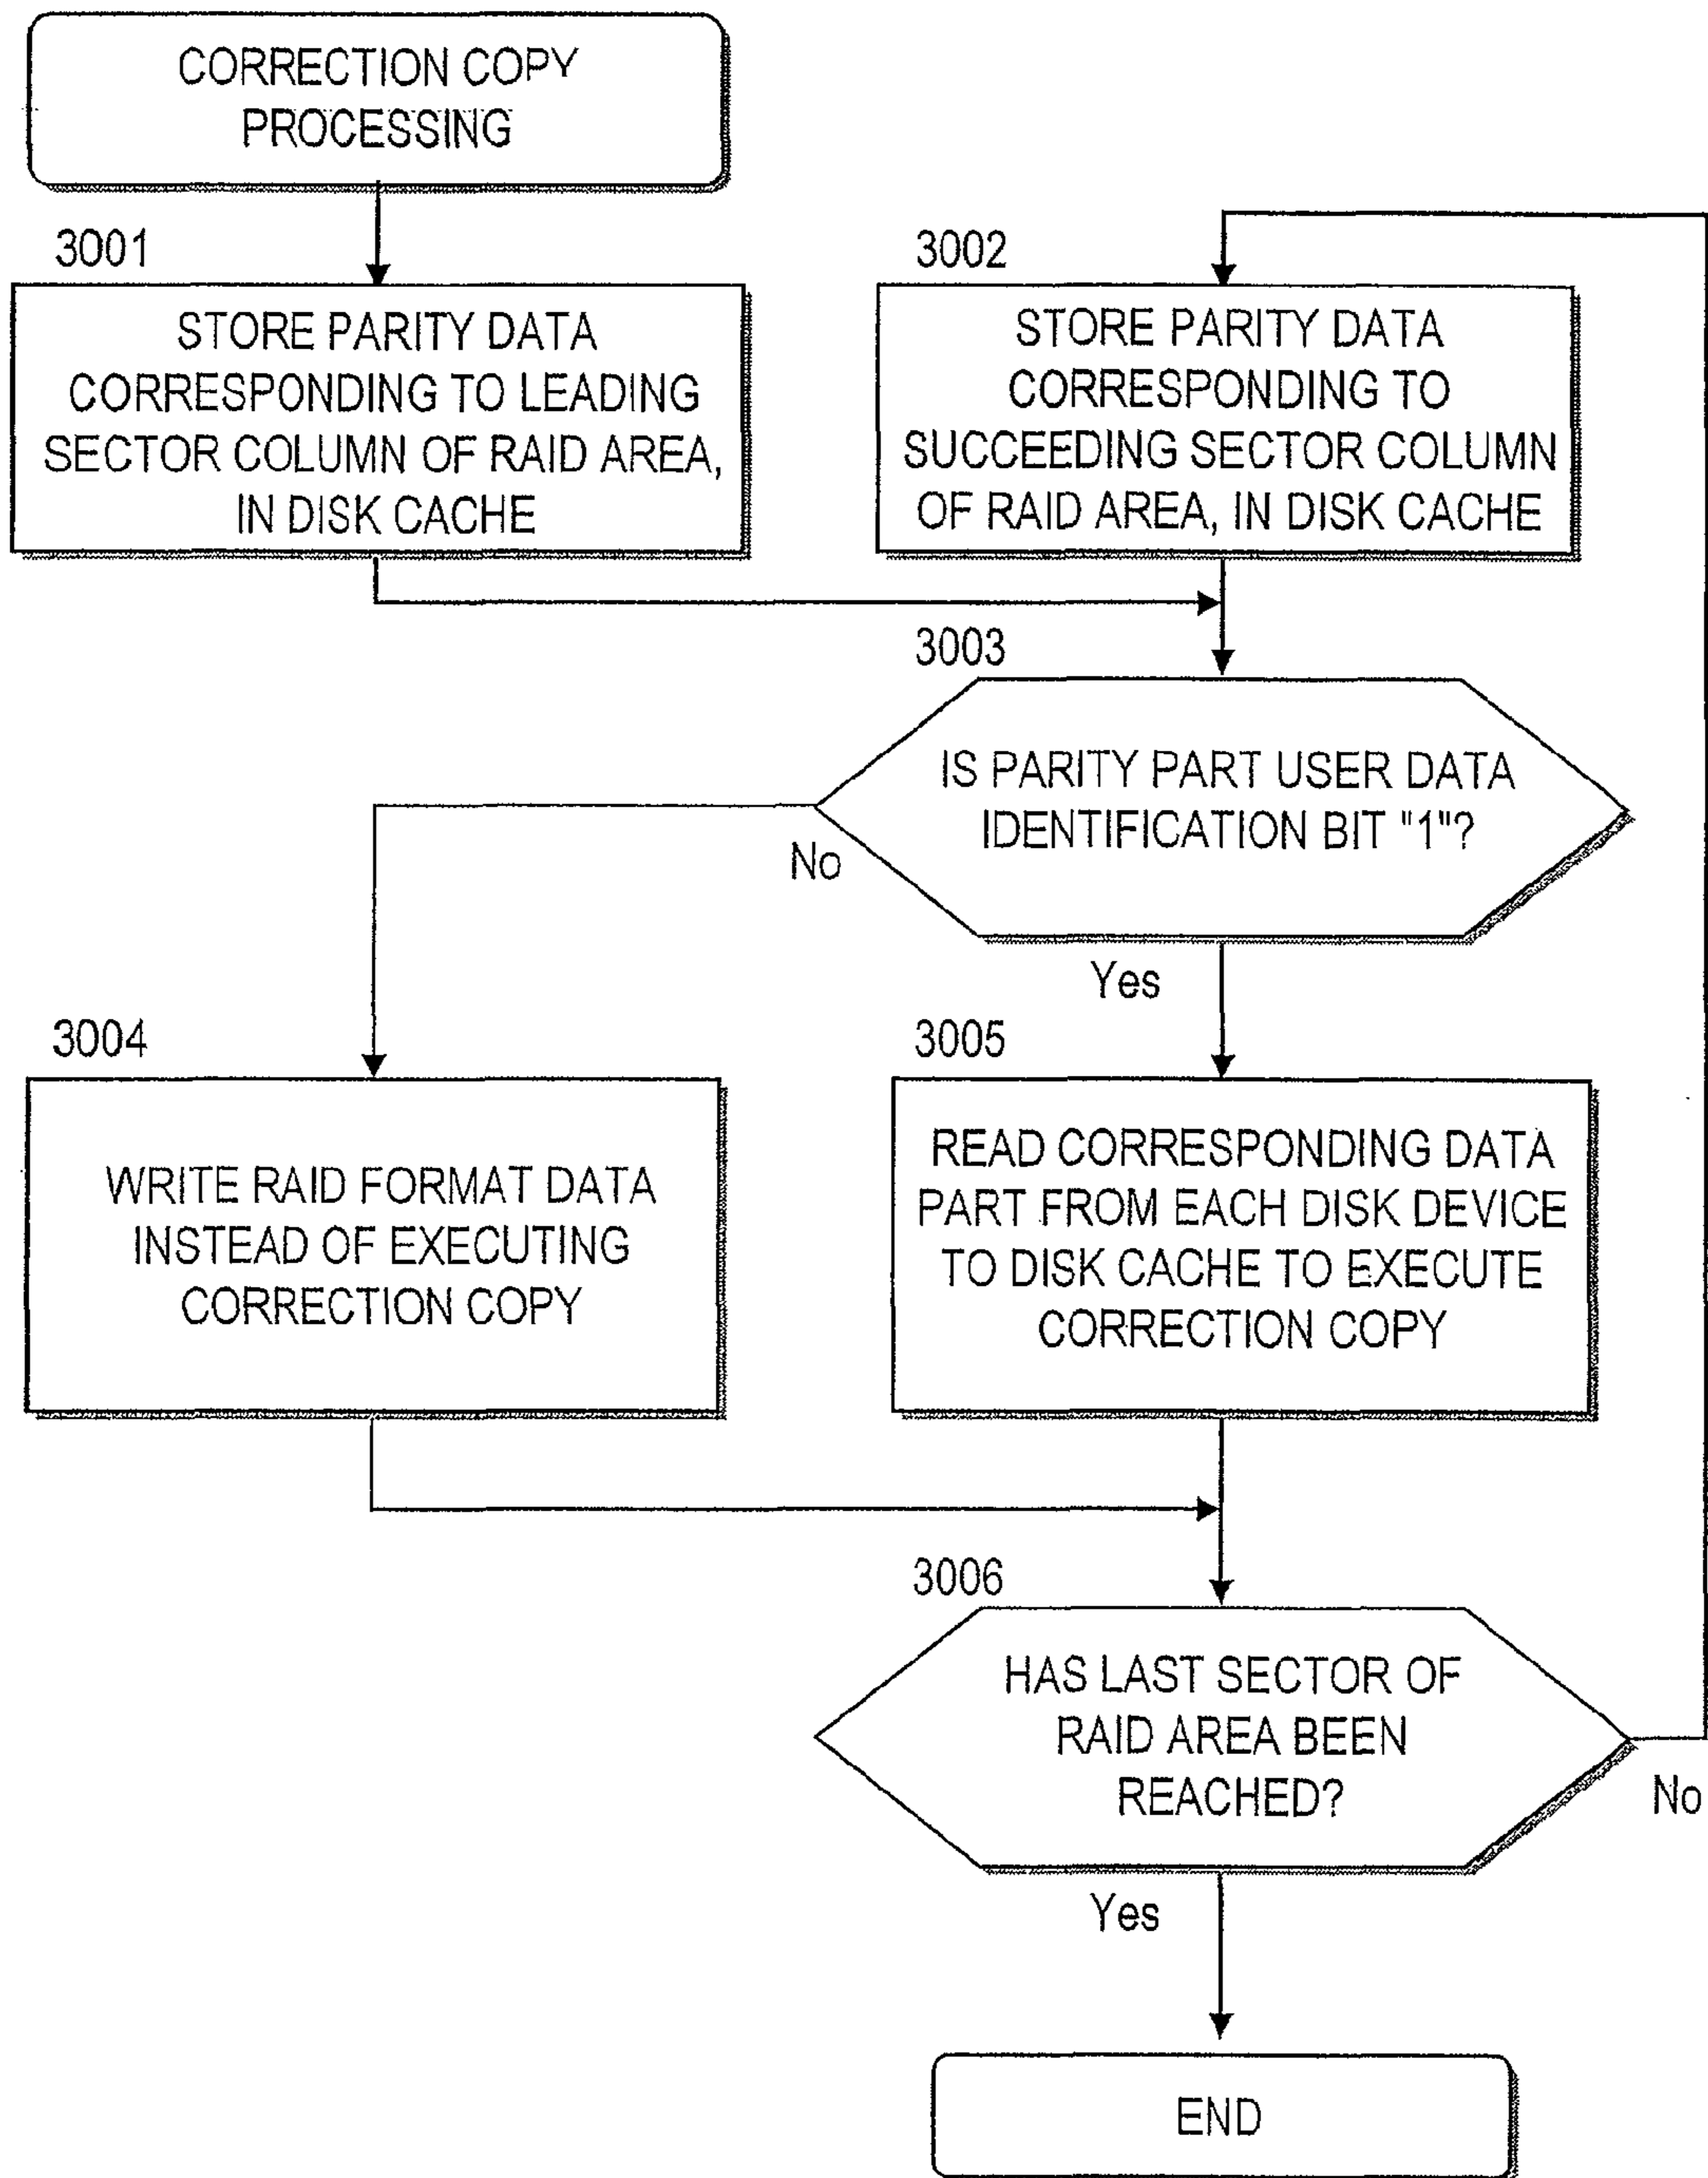 CORRECTION COPY
PROCESSING
3001
STORE PARITY DATA
CORRESPONDING TO LEADING
SECTOR COLUMN OF RAID AREA,
IN DISK CACHE
3002
STORE PARITY DATA
CORRESPONDING TO
SUCCEEDING SECTOR COLUMN
OF RAID AREA, IN DISK CACHE
3003
IS PARITY PART USER DATA
IDENTIFICATION BIT "1"?
No
Yes
3004
WRITE RAID FORMAT DATA
INSTEAD OF EXECUTING
CORRECTION COPY
3005
READ CORRESPONDING DATA
PART FROM EACH DISK DEVICE
TO DISK CACHE TO EXECUTE
CORRECTION COPY
3006
HAS LAST SECTOR OF
RAID AREA BEEN
REACHED?
No
Yes
END